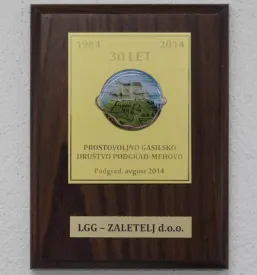 1984 2014
30 LET
PROSTOVOLJNO GASILSKO
DRUŠTVO PODGRAD-MEHOVO
Podgrad, avgust 2014
LGG – ZALETELJ d.o.o.